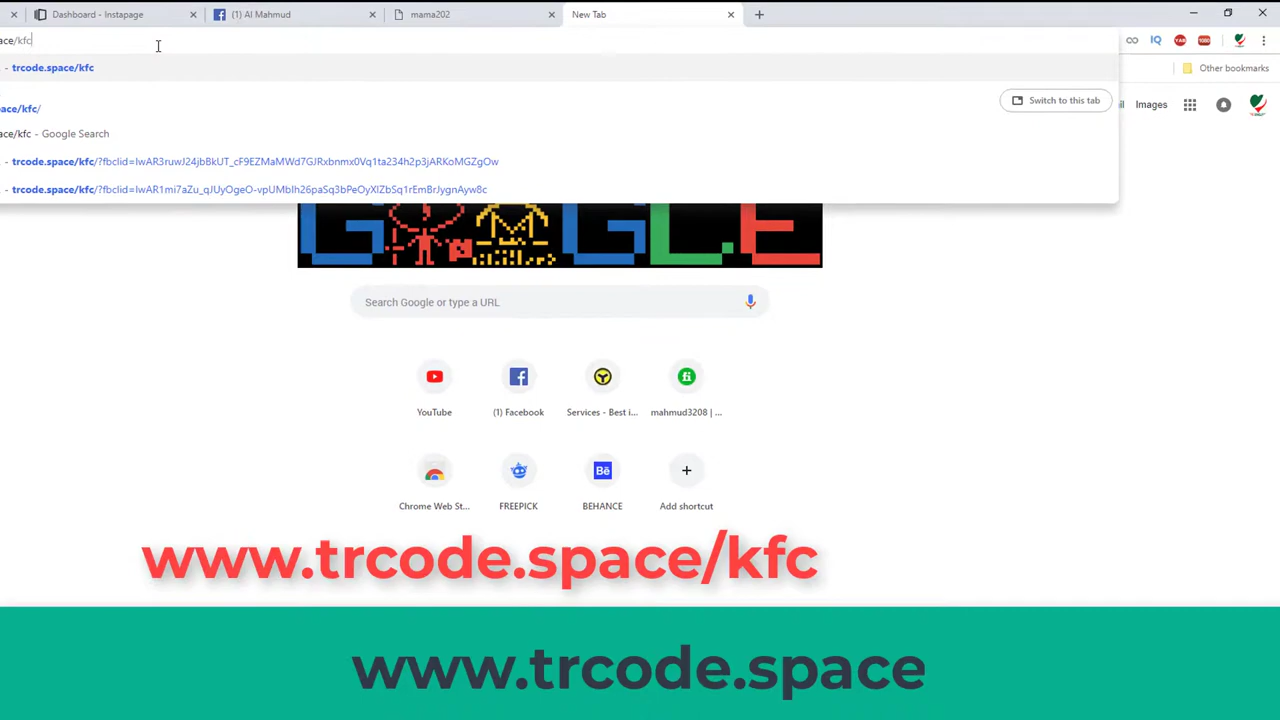 Dashboard - Instapage
(1) Al Mahmud
mama202
New Tab
ace/kfc
- trcode.space/kfc
ace/kfc/
Switch to this tab
ace/kfc - Google Search
- trcode.space/kfc/?fbclid=IwAR3ruwJ24jbBkUT_cF9EZMaMWd7GJRxbnmx0Vq1ta234h2p3jARKoMGZgOw
- trcode.space/kfc/?fbclid=IwAR1mi7aZu_qJUyOgeO-vpUMbIh26paSq3bPeOyXlZbSq1rEmBrJygnAyw8c
Other bookmarks
Images
GOOGLE
Search Google or type a URL
YouTube
(1) Facebook
Services - Best i...
mahmud3208 | ...
Chrome Web St...
FREEPICK
BEHANCE
Add shortcut
www.trcode.space/kfc
www.trcode.space